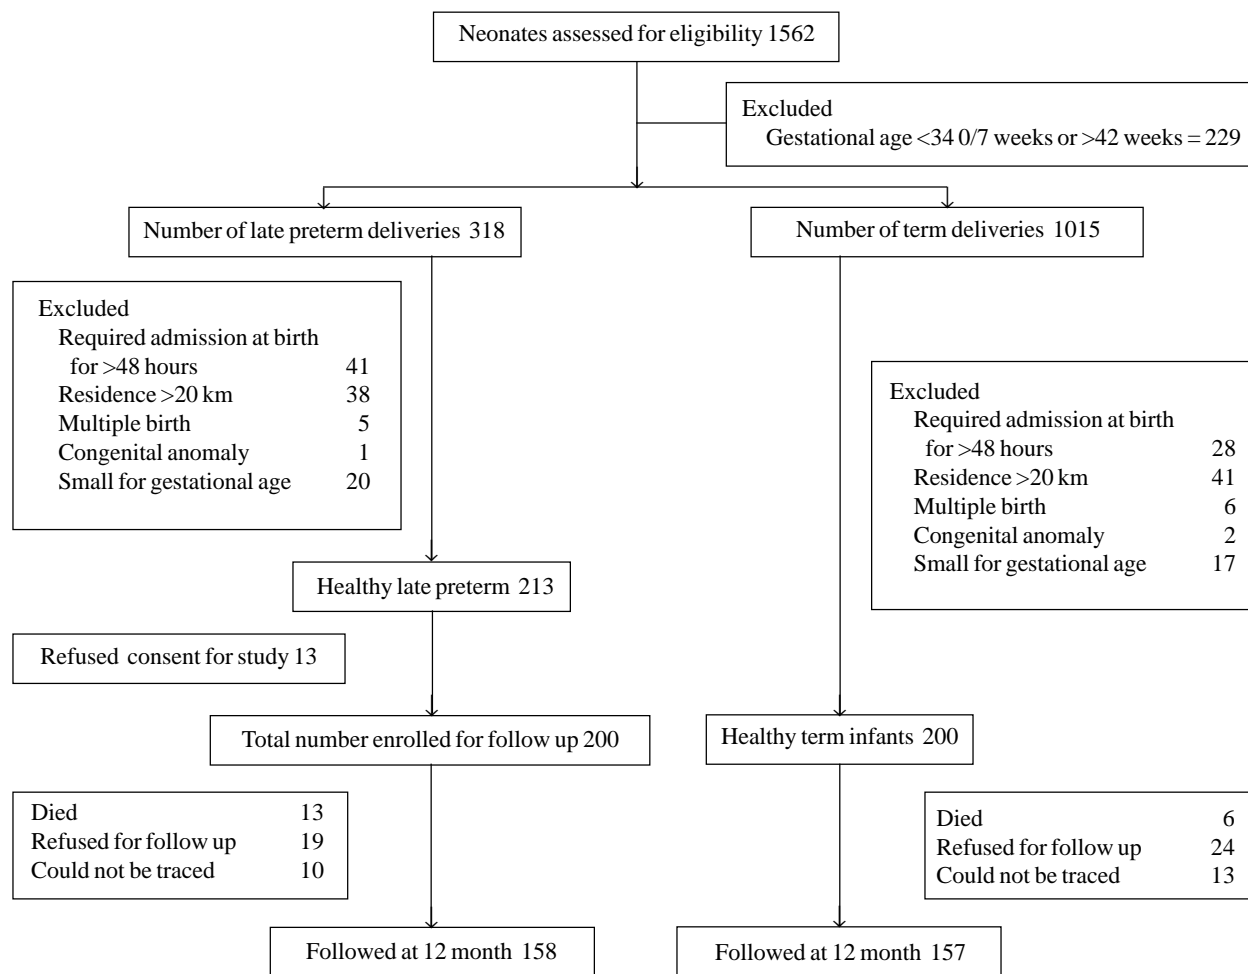 Neonates assessed for eligibility 1562
Excluded
Gestational age <34 0/7 weeks or >42 weeks = 229
Number of late preterm deliveries 318
Number of term deliveries 1015
Excluded
Required admission at birth
for >48 hours 41
Residence >20 km 38
Multiple birth 5
Congenital anomaly 1
Small for gestational age 20
Excluded
Required admission at birth
for >48 hours 28
Residence >20 km 41
Multiple birth 6
Congenital anomaly 2
Small for gestational age 17
Healthy late preterm 213
Refused consent for study 13
Total number enrolled for follow up 200
Healthy term infants 200
Died 13
Refused for follow up 19
Could not be traced 10
Died 6
Refused for follow up 24
Could not be traced 13
Followed at 12 month 158
Followed at 12 month 157